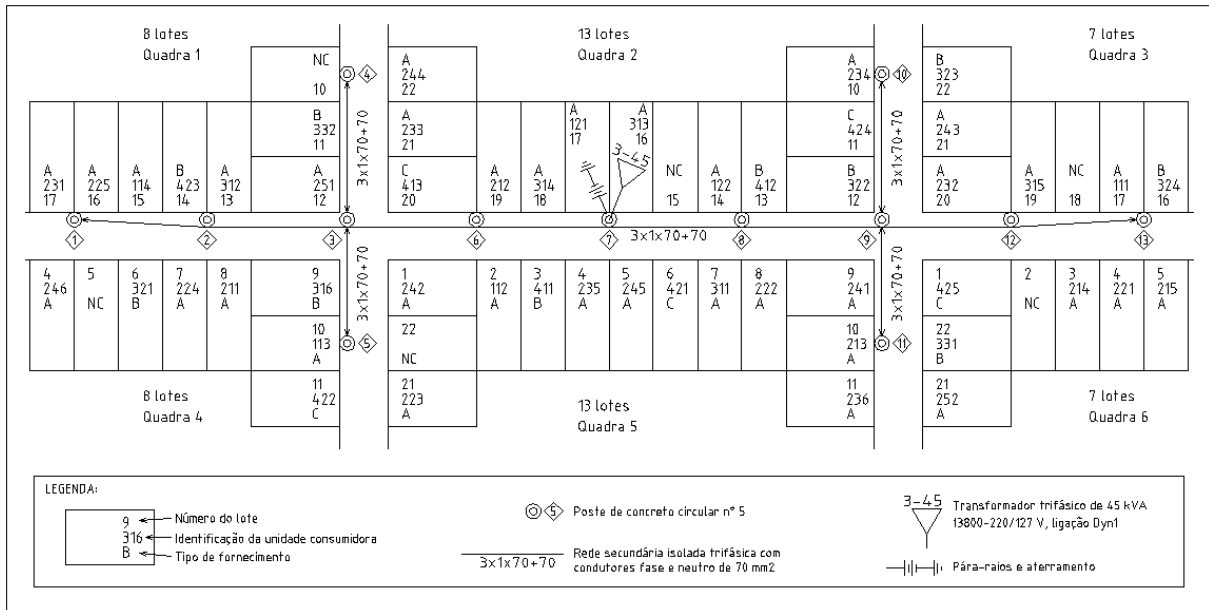 8 lotes
Quadra 1
NC
10
B
332
11
A
251
12
A
231
17
A
225
16
A
114
15
B
423
14
A
312
13
4
3x1x70+70
A
244
22
A
233
21
C
413
20
13 lotes
Quadra 2
A
212
19
A
314
18
A
121
17
A
313
16
3-45
NC
15
A
122
14
B
412
13
A
234
10
C
424
11
B
322
12
10
3x1x70+70
7 lotes
Quadra 3
B
323
22
A
243
21
A
232
20
A
315
19
NC
18
A
111
17
B
324
16
1
2
3
6
7
3x1x70+70
8
9
12
13
4
246
A
5
NC
6
321
B
7
224
A
8
211
A
9
316
B
10
113
A
11
422
C
8 lotes
Quadra 4
3x1x70+70
5
1
242
A
22
NC
21
223
A
2
112
A
3
411
B
4
235
A
5
245
A
6
421
C
7
311
A
8
222
A
9
241
A
10
213
A
11
236
A
13 lotes
Quadra 5
3x1x70+70
11
1
425
C
22
331
B
21
252
A
2
NC
3
214
A
4
221
A
5
215
A
7 lotes
Quadra 6
LEGENDA:
9
316
B
Número do lote
Identificação da unidade consumidora
Tipo de fornecimento
5
Poste de concreto circular n° 5
3x1x70+70
Rede secundária isolada trifásica com
condutores fase e neutro de 70 mm2
3-45
Transformador trifásico de 45 kVA
13800-220/127 V, ligação Dyn1
Pára-raios e aterramento